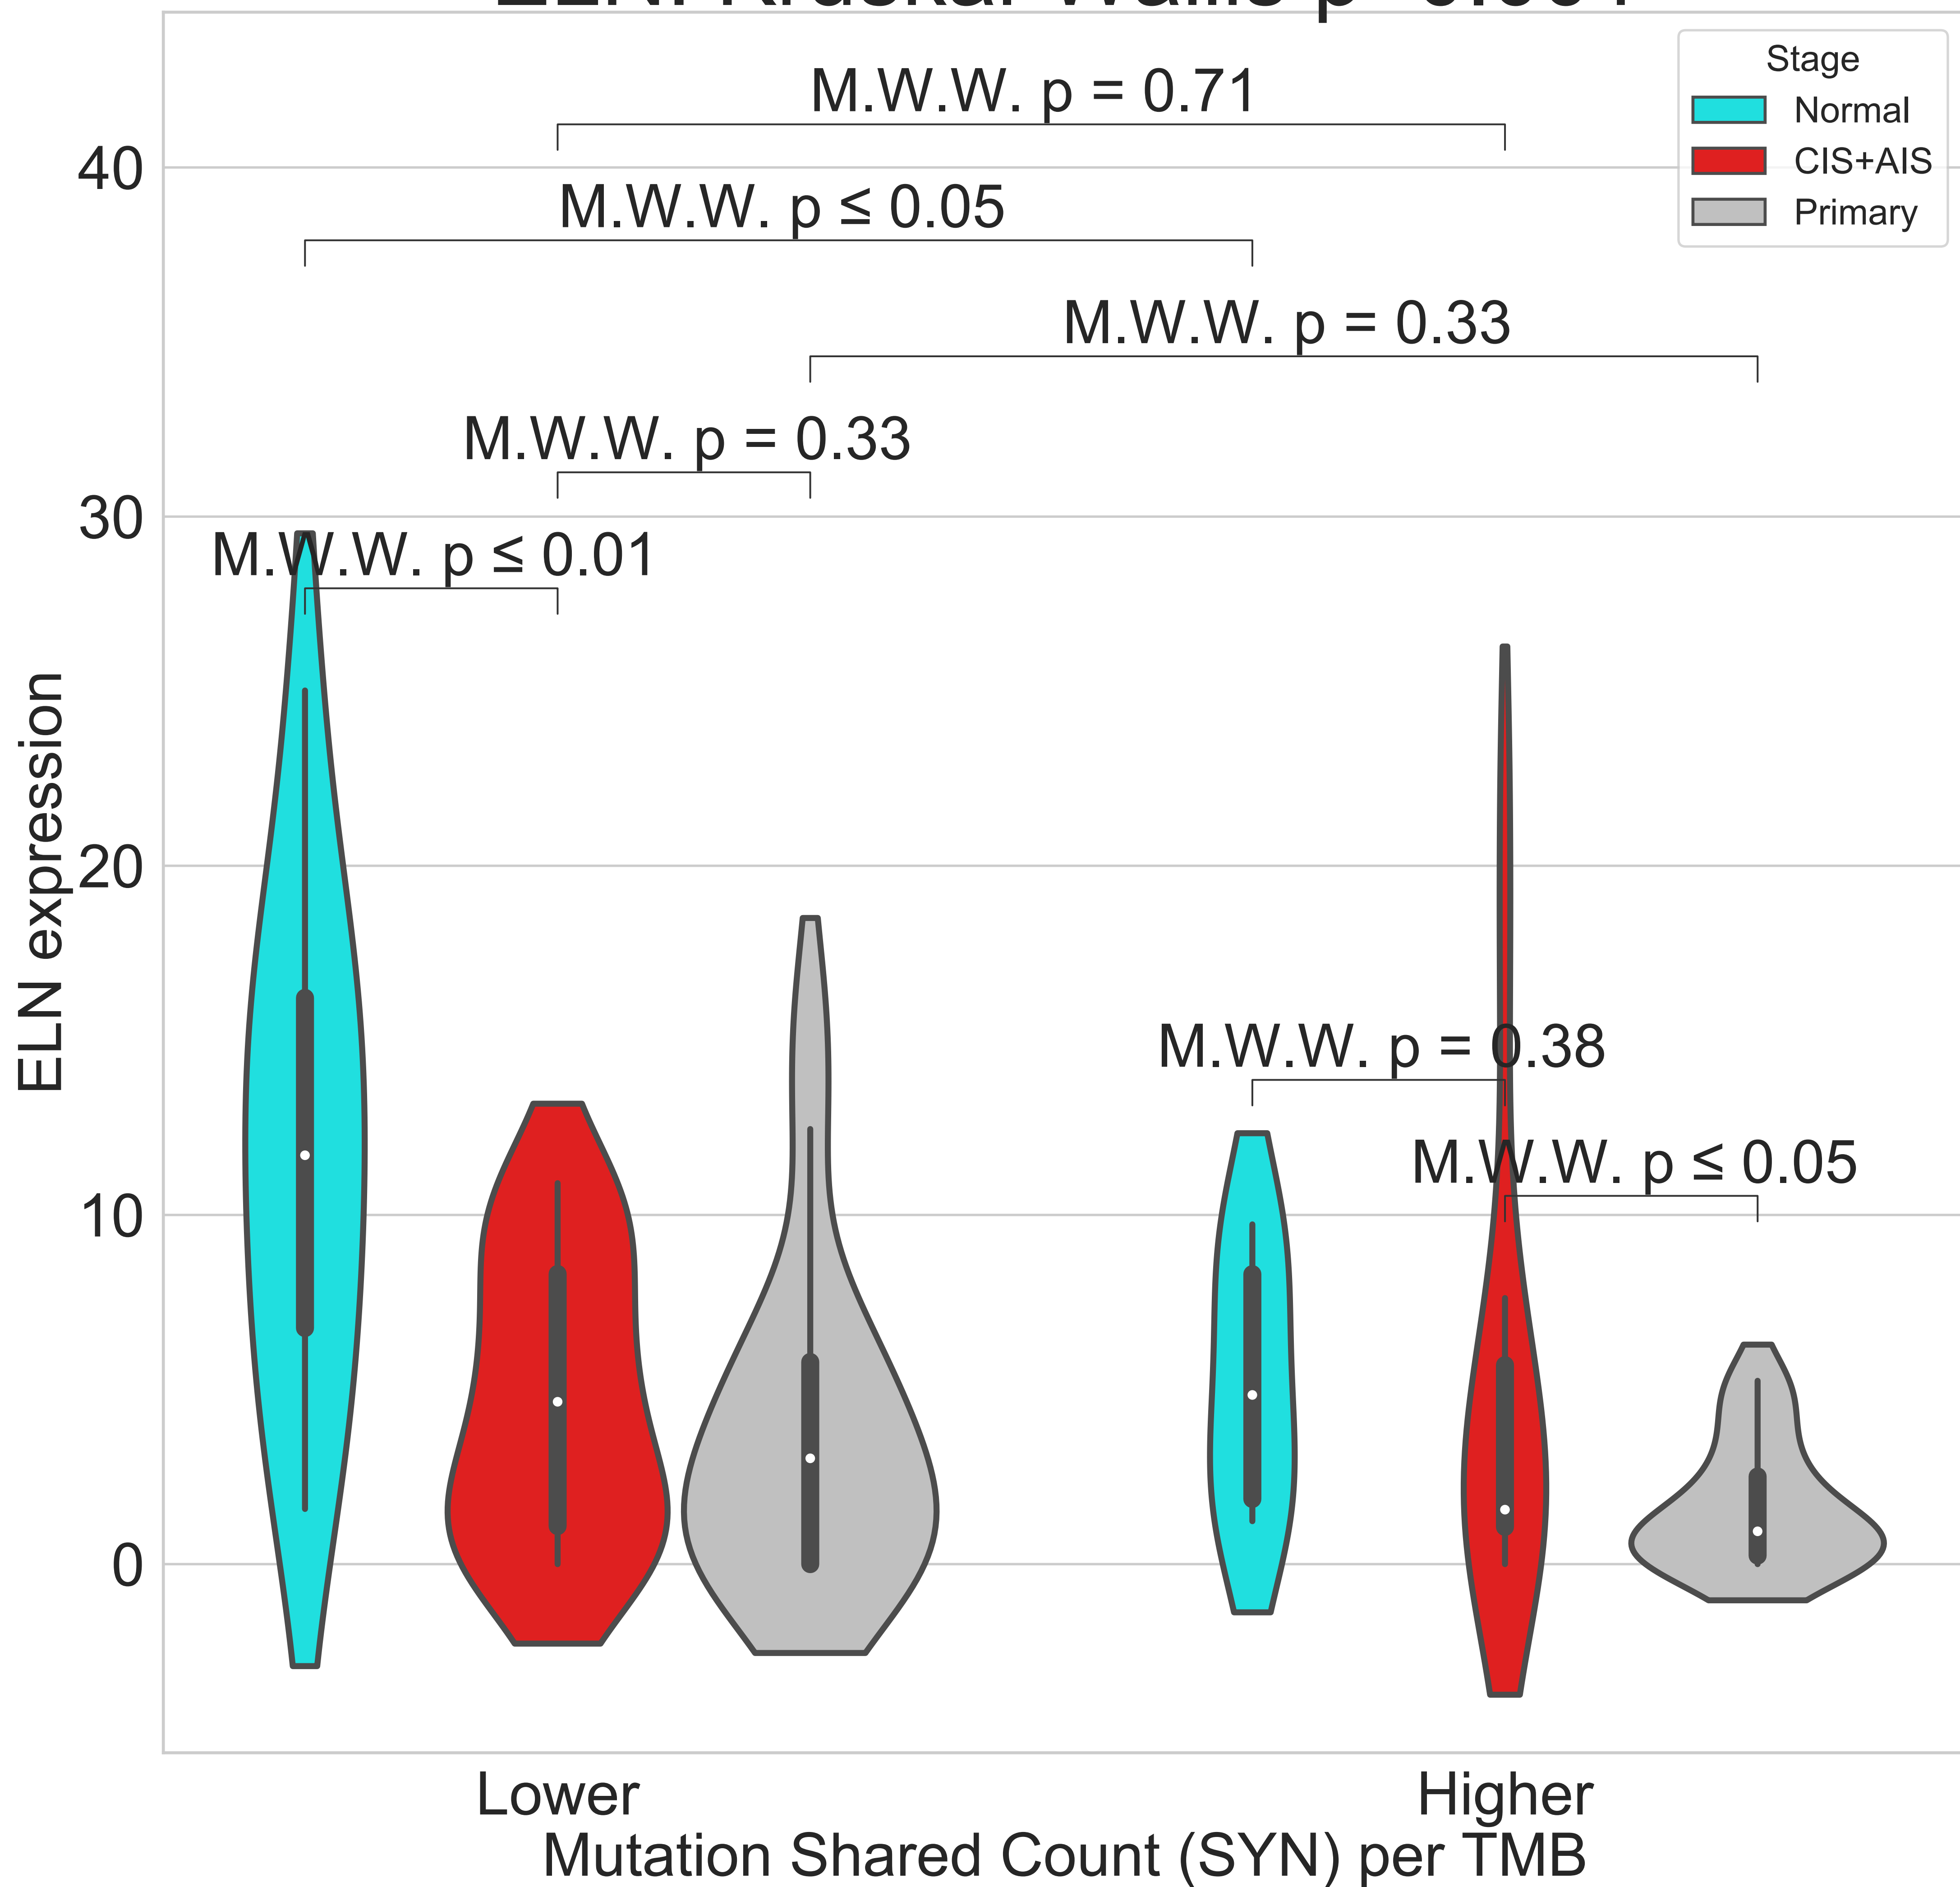 Stage
Normal
CIS+AIS
Primary
M.W.W. p = 0.71
40
M.W.W. p ≤ 0.05
M.W.W. p = 0.33
M.W.W. p = 0.33
30
M.W.W. p ≤ 0.01
ELN expression
20
M.W.W. p = 0.38
M.W.W. p ≤ 0.05
10
0
Lower
Higher
Mutation Shared Count (SYN) per TMB